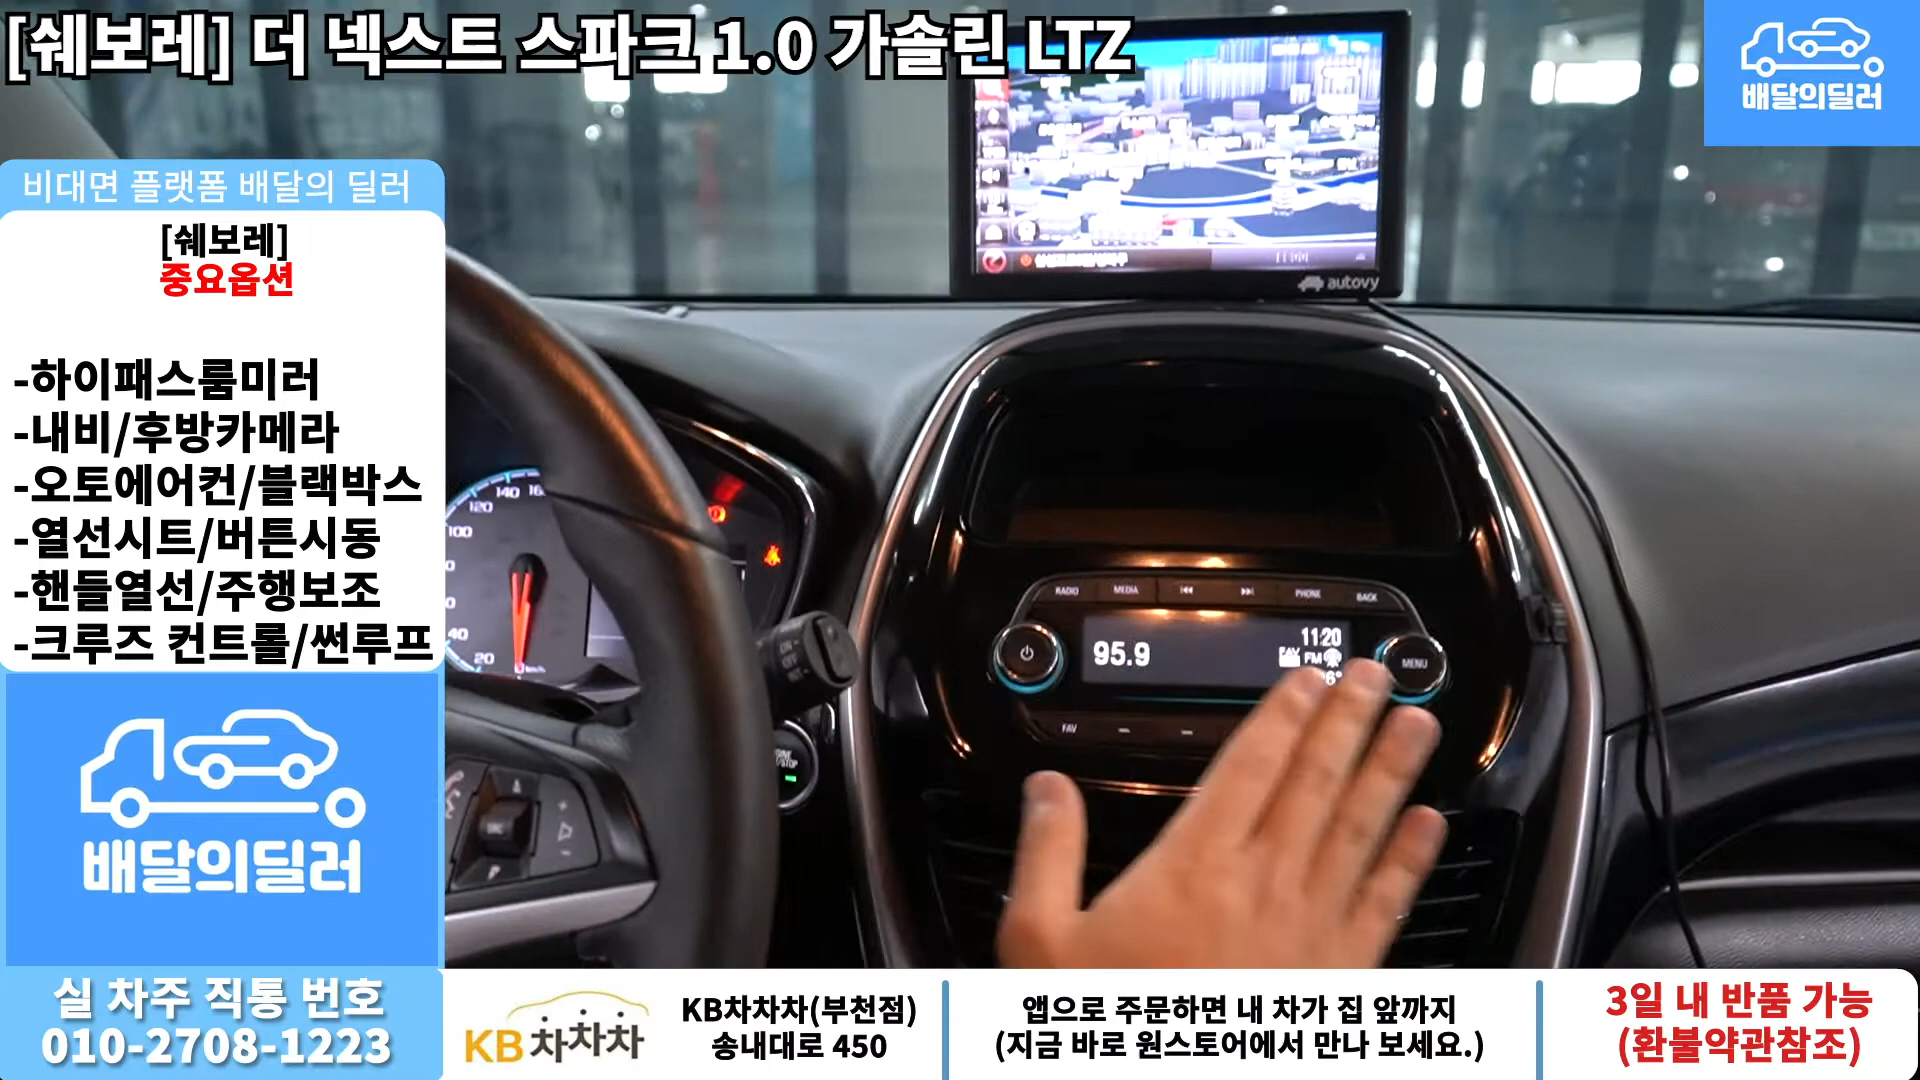 [쉐보레] 더 넥스트 스파크 1.0 가솔린 LTZ
배달의딜러
비대면 플랫폼 배달의 딜러
[쉐보레]
중요옵션
-하이패스룸미러
-내비/후방카메라
-오토에어컨/블랙박스
-열선시트/버튼시동
-핸들열선/주행보조
-크루즈 컨트롤/썬루프
배달의딜러
실 차주 직통 번호
010-2708-1223
autovy
140
120
100
40
20
RADIO MEDIA PHONE BACK
95.9
11:20
FAV FM
MENU
FAV
KB차차차
KB차차차(부천점)
송내대로 450
앱으로 주문하면 내 차가 집 앞까지
(지금 바로 원스토어에서 만나 보세요.)
3일 내 반품 가능
(환불약관참조)